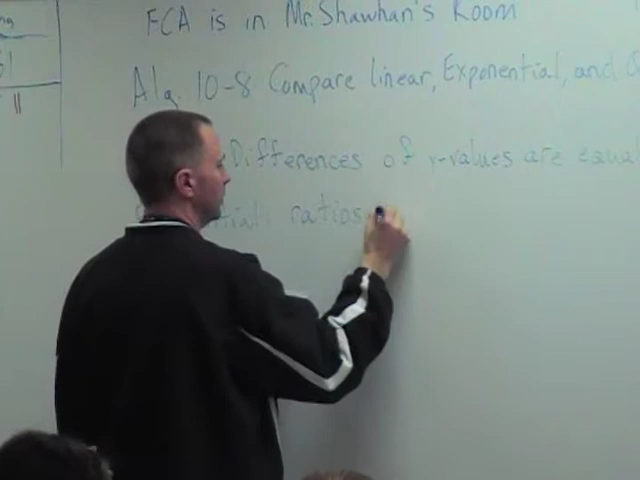 FCA is in Mr. Shawhan's Room
Alg. 10-8 Compare linear, Exponential, and
Differences of y-values are equal
ratios